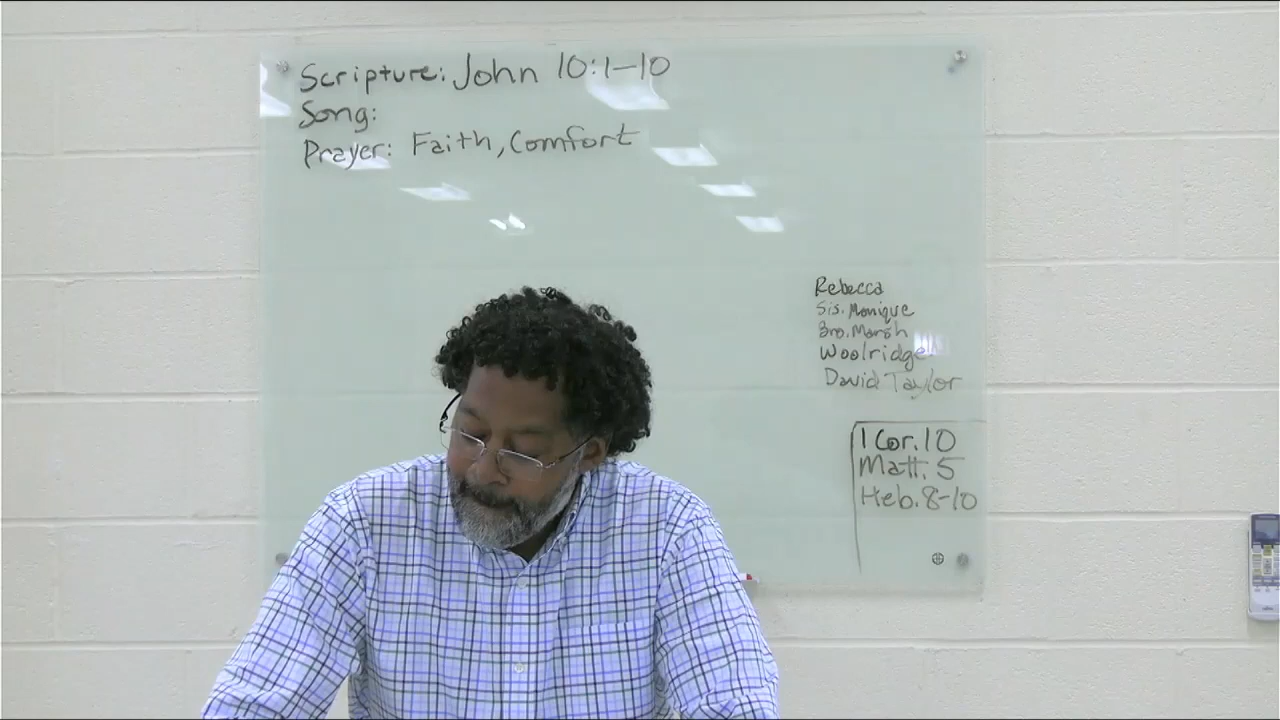 Scripture: John 10:1-10
Song:
Prayer: Faith, Comfort
Rebecca
Sis. Monique
Bro. Marsh
Woolridge
David Taylor
1 Cor. 10
Matt. 5
Heb. 8-10